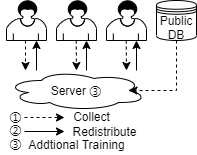 Public
DB
Server ③
① Collect
② Redistribute
③ Addtional Training